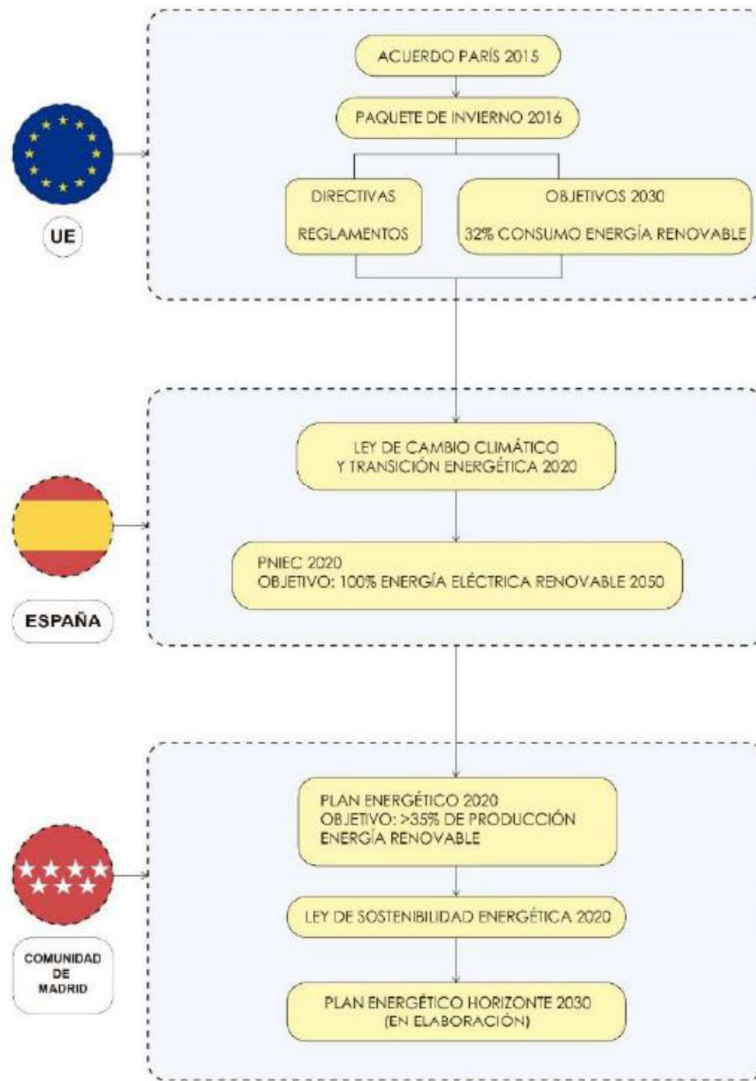 ACUERDO PARÍS 2015
PAQUETE DE INVIERNO 2016
DIRECTIVAS
REGLAMENTOS
OBJETIVOS 2030
32% CONSUMO ENERGÍA RENOVABLE
UE
LEY DE CAMBIO CLIMÁTICO
Y TRANSICIÓN ENERGÉTICA 2020
PNIEC 2020
OBJETIVO: 100% ENERGÍA ELÉCTRICA RENOVABLE 2050
ESPAÑA
PLAN ENERGÉTICO 2020
OBJETIVO: >35% DE PRODUCCIÓN
ENERGÍA RENOVABLE
LEY DE SOSTENIBILIDAD ENERGÉTICA 2020
PLAN ENERGÉTICO HORIZONTE 2030
(EN ELABORACIÓN)
COMUNIDAD
DE
MADRID